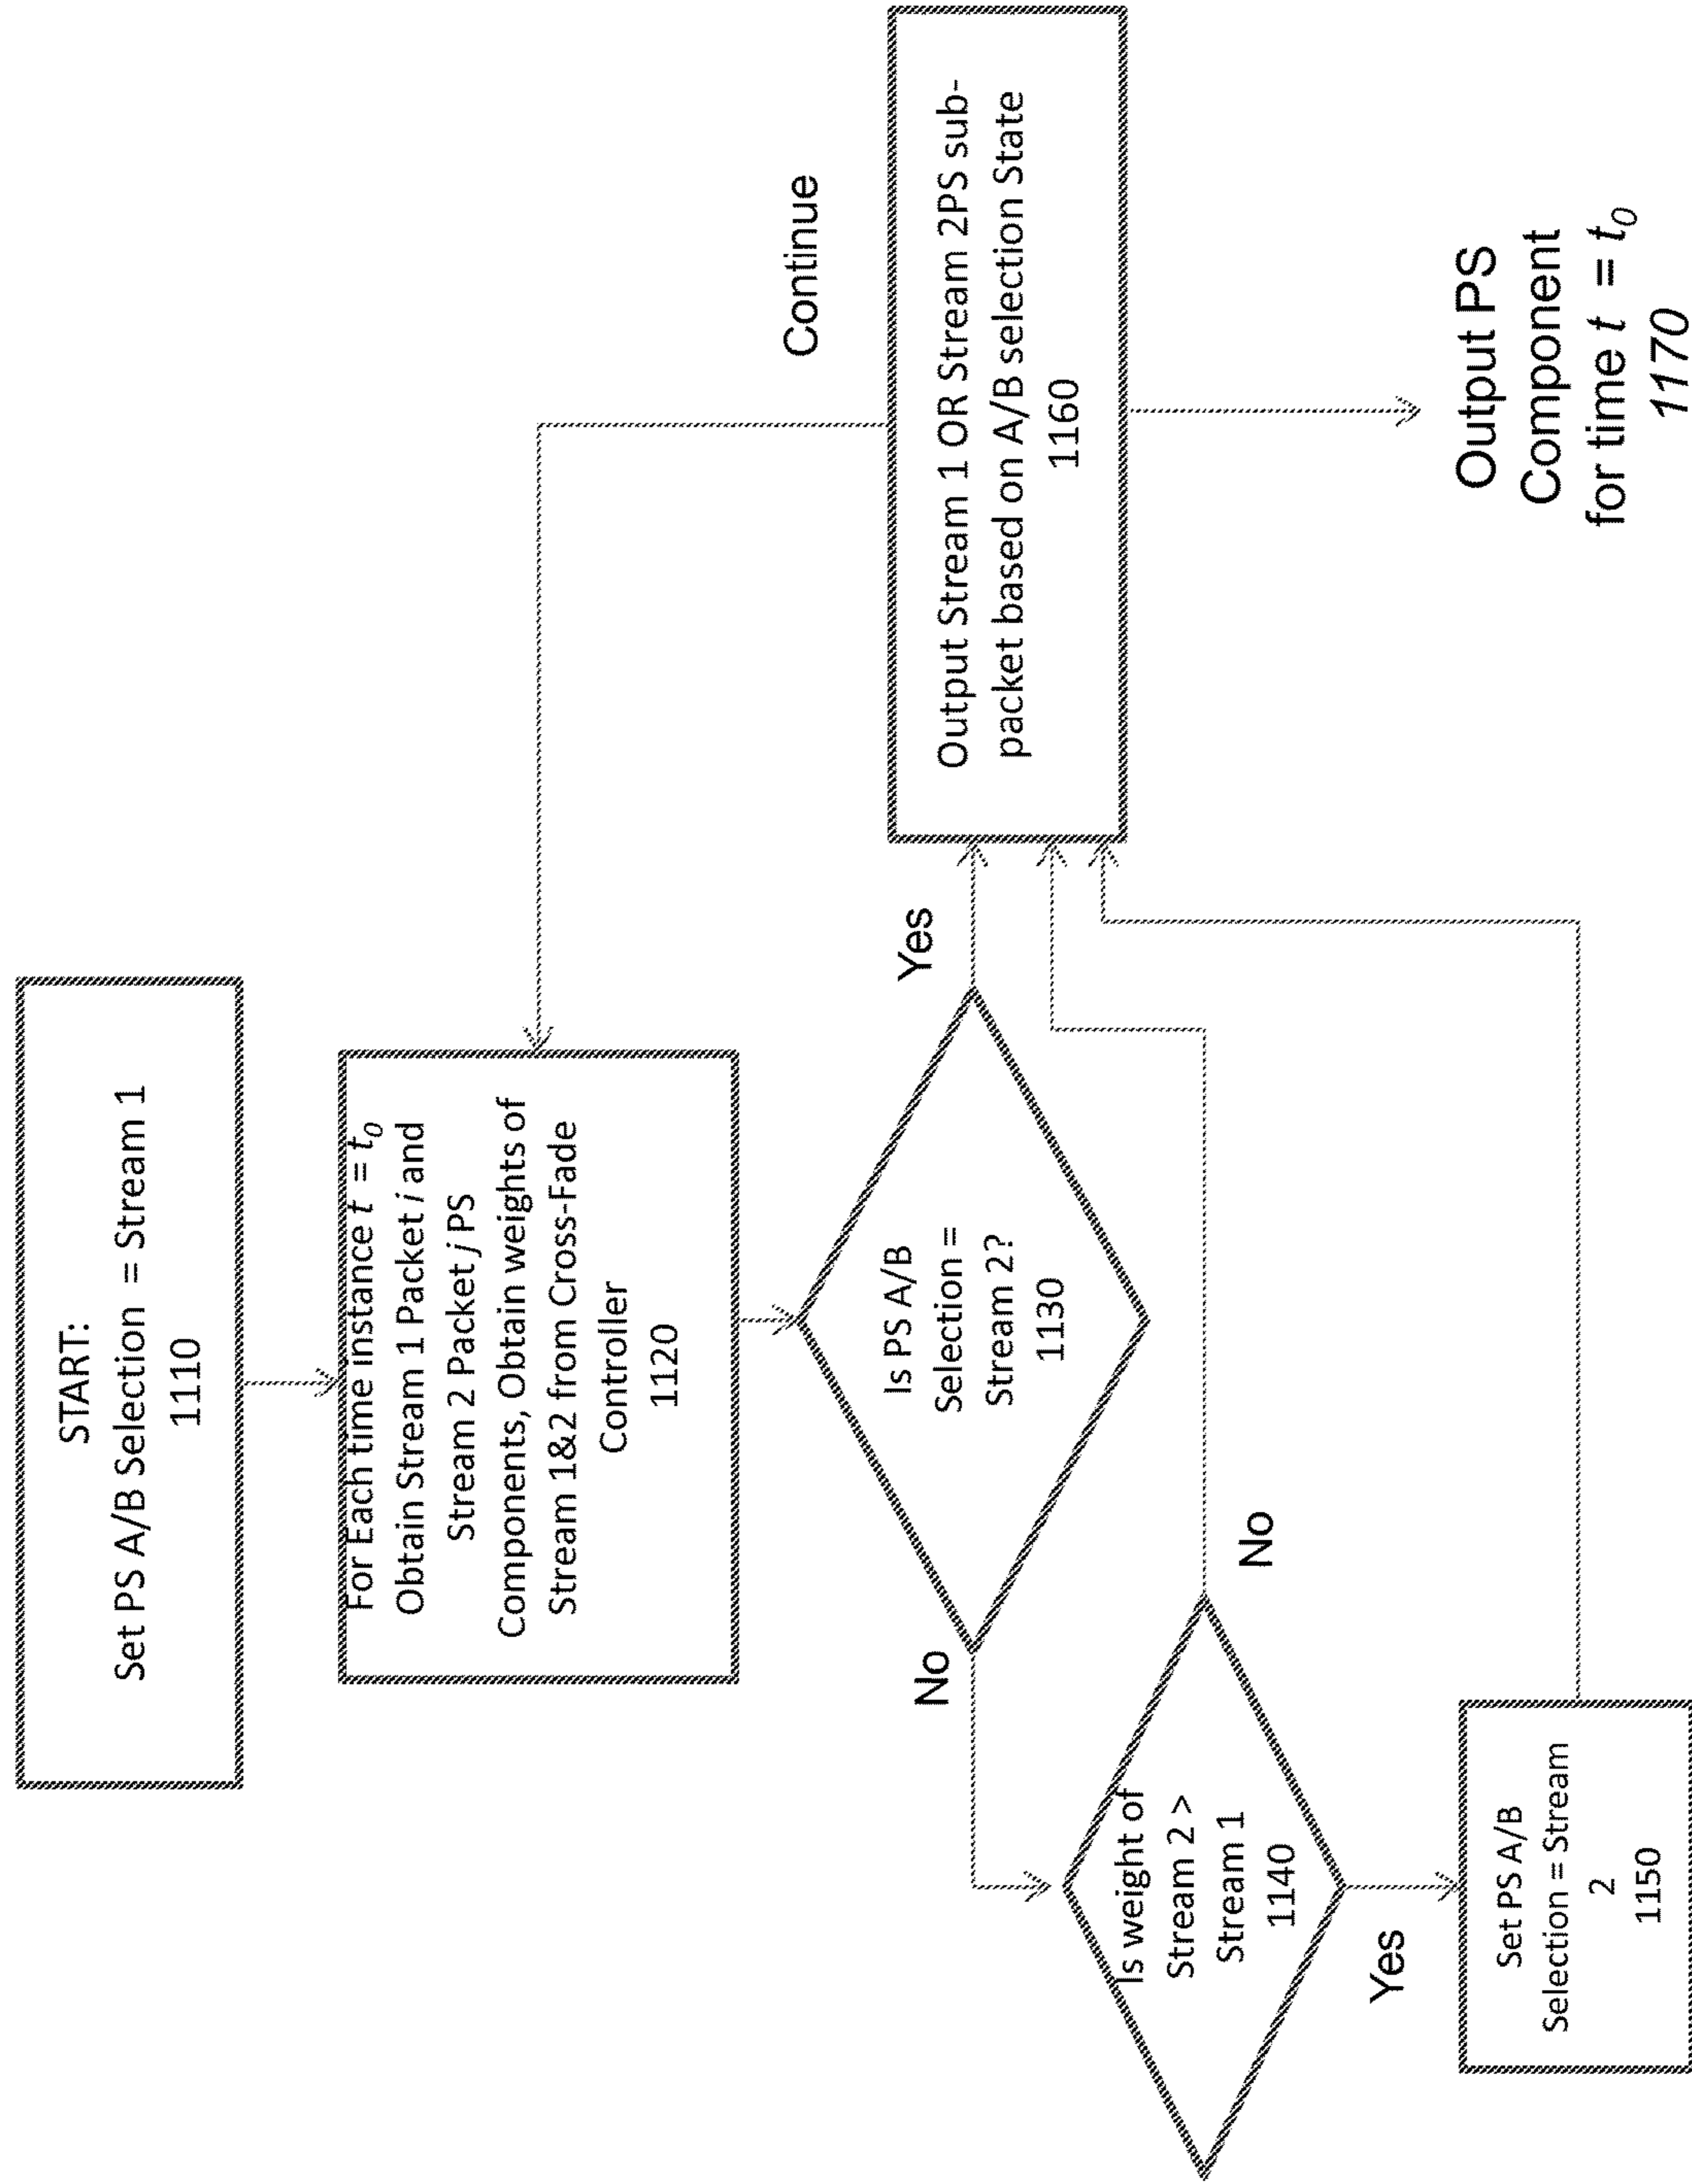 START:
Set PS A/B Selection = Stream 1
1110
For Each time instance t = t0
Obtain Stream 1 Packet i and
Stream 2 Packet j PS
Components, Obtain weights of
Stream 1&2 from Cross-Fade
Controller
1120
Continue
Is PS A/B
Selection =
Stream 2?
1130
Yes
No
Output Stream 1 OR Stream 2PS sub-
packet based on A/B selection State
1160
Is weight of
Stream 2 >
Stream 1
1140
No
Yes
Set PS A/B
Selection = Stream
2
1150
Output PS
Component
for time t = t0
1170